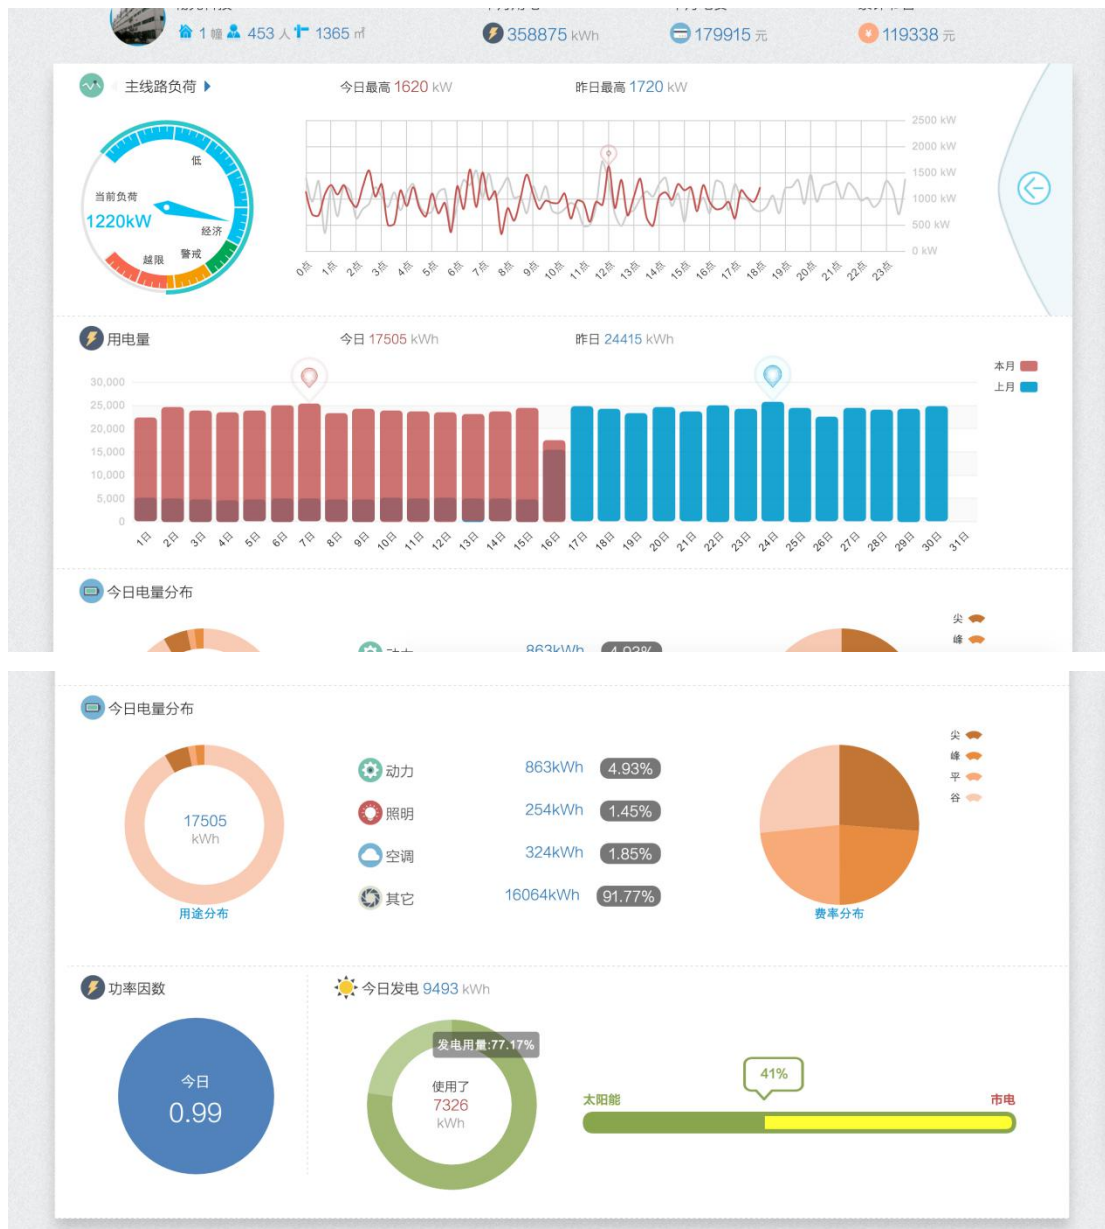 1 幢 453 人 1365 ㎡
358875 kWh
179915 元
¥ 119338 元
主线路负荷
今日最高 1620 kW
昨日最高 1720 kW
低
当前负荷
1220kW
经济
警戒
越限
2500 kW
2000 kW
1500 kW
1000 kW
500 kW
0 kW
0点 1点 2点 3点 4点 5点 6点 7点 8点 9点 10点 11点 12点 13点 14点 15点 16点 17点 18点 19点 20点 21点 22点 23点
用电量
今日 17505 kWh
昨日 24415 kWh
本月
上月
30,000
25,000
20,000
15,000
10,000
5,000
0
1日 2日 3日 4日 5日 6日 7日 8日 9日 10日 11日 12日 13日 14日 15日 16日 17日 18日 19日 20日 21日 22日 23日 24日 25日 26日 27日 28日 29日 30日 31日
今日电量分布
尖
峰
863kWh 4.93%
今日电量分布
17505
kWh
用途分布
动力 863kWh 4.93%
照明 254kWh 1.45%
空调 324kWh 1.85%
其它 16064kWh 91.77%
尖
峰
平
谷
费率分布
功率因数
今日
0.99
今日发电 9493 kWh
发电用量:77.17%
使用了
7326
kWh
41%
太阳能
市电